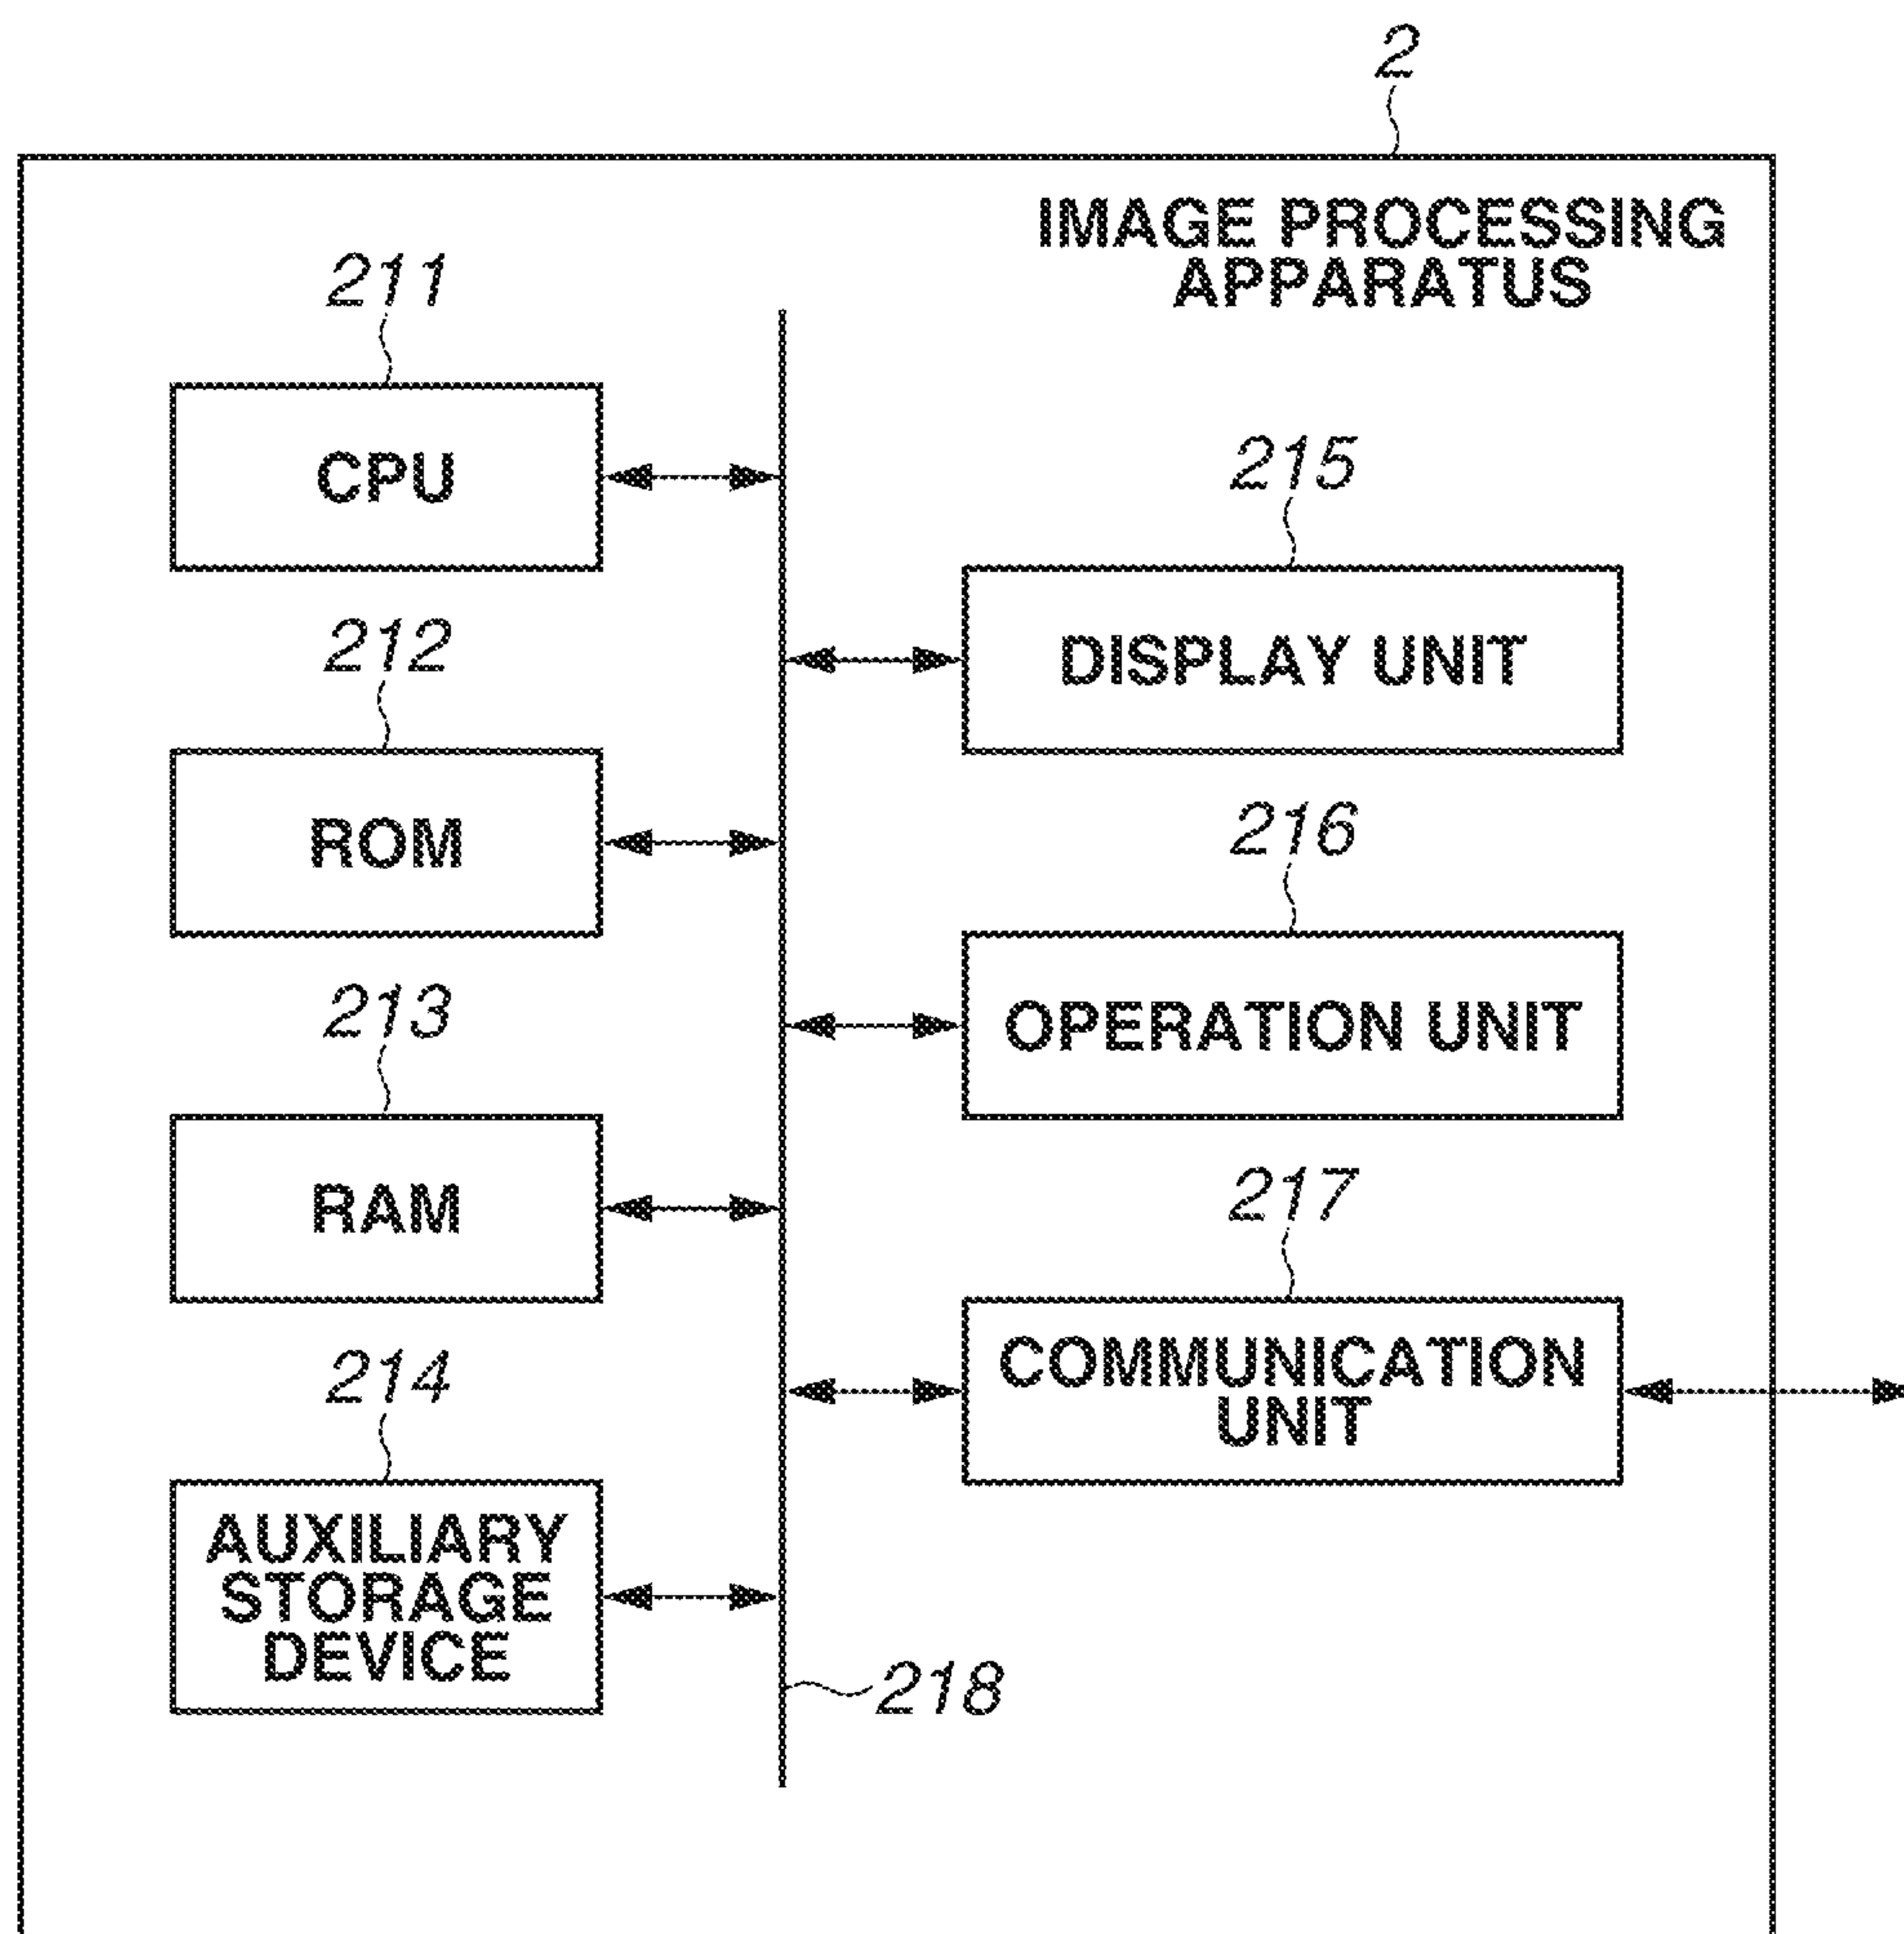 2
IMAGE PROCESSING
APPARATUS
211
CPU
215
DISPLAY UNIT
212
ROM
216
OPERATION UNIT
213
RAM
217
COMMUNICATION
UNIT
214
AUXILIARY
STORAGE
DEVICE
218